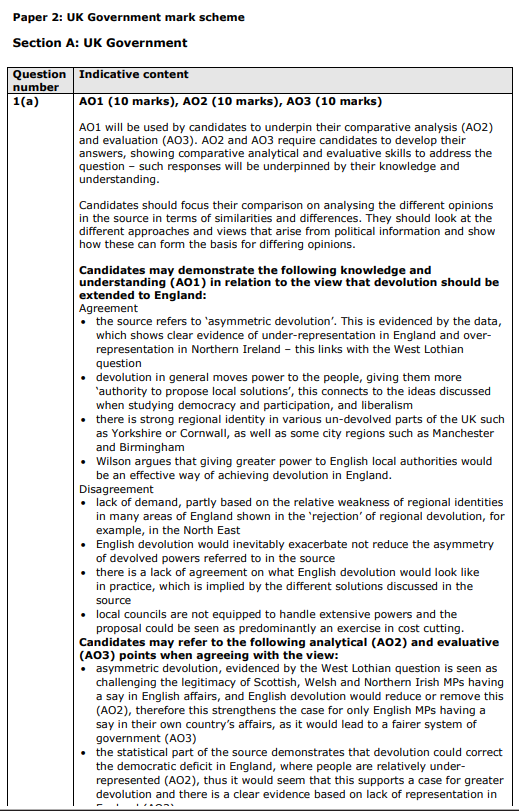 Paper 2: UK Government mark scheme
Section A: UK Government
Question number
Indicative content
1(a)
AO1 (10 marks), AO2 (10 marks), AO3 (10 marks)
AO1 will be used by candidates to underpin their comparative analysis (AO2)
and evaluation (AO3). AO2 and AO3 require candidates to develop their
answers, showing comparative analytical and evaluative skills to address the
question – such responses will be underpinned by their knowledge and
understanding.
Candidates should focus their comparison on analysing the different opinions
in the source in terms of similarities and differences. They should look at the
different approaches and views that arise from political information and show
how these can form the basis for differing opinions.
Candidates may demonstrate the following knowledge and
understanding (AO1) in relation to the view that devolution should be
extended to England:
Agreement
• the source refers to ‘asymmetric devolution’. This is evidenced by the data,
which shows clear evidence of under-representation in England and over-
representation in Northern Ireland – this links with the West Lothian
question
• devolution in general moves power to the people, giving them more
‘authority to propose local solutions’, this connects to the ideas discussed
when studying democracy and participation, and liberalism
• there is strong regional identity in various un-devolved parts of the UK such
as Yorkshire or Cornwall, as well as some city regions such as Manchester
and Birmingham
• Wilson argues that giving greater power to English local authorities would
be an effective way of achieving devolution in England.
Disagreement
• lack of demand, partly based on the relative weakness of regional identities
in many areas of England shown in the ‘rejection’ of regional devolution, for
example, in the North East
• English devolution would inevitably exacerbate not reduce the asymmetry
of devolved powers referred to in the source
• there is a lack of agreement on what English devolution would look like
in practice, which is implied by the different solutions discussed in the
source
• local councils are not equipped to handle extensive powers and the
proposal could be seen as predominantly an exercise in cost cutting.
Candidates may refer to the following analytical (AO2) and evaluative
(AO3) points when agreeing with the view:
• asymmetric devolution, evidenced by the West Lothian question is seen as
challenging the legitimacy of Scottish, Welsh and Northern Irish MPs having
a say in English affairs, and English devolution would reduce or remove this
(AO2), therefore this strengthens the case for only English MPs having a
say in their own country’s affairs, as it would lead to a fairer system of
government (AO3)
• the statistical part of the source demonstrates that devolution could correct
the democratic deficit in England, where people are relatively under-
represented (AO2), thus it would seem that this supports a case for greater
devolution and there is a clear evidence based on lack of representation in